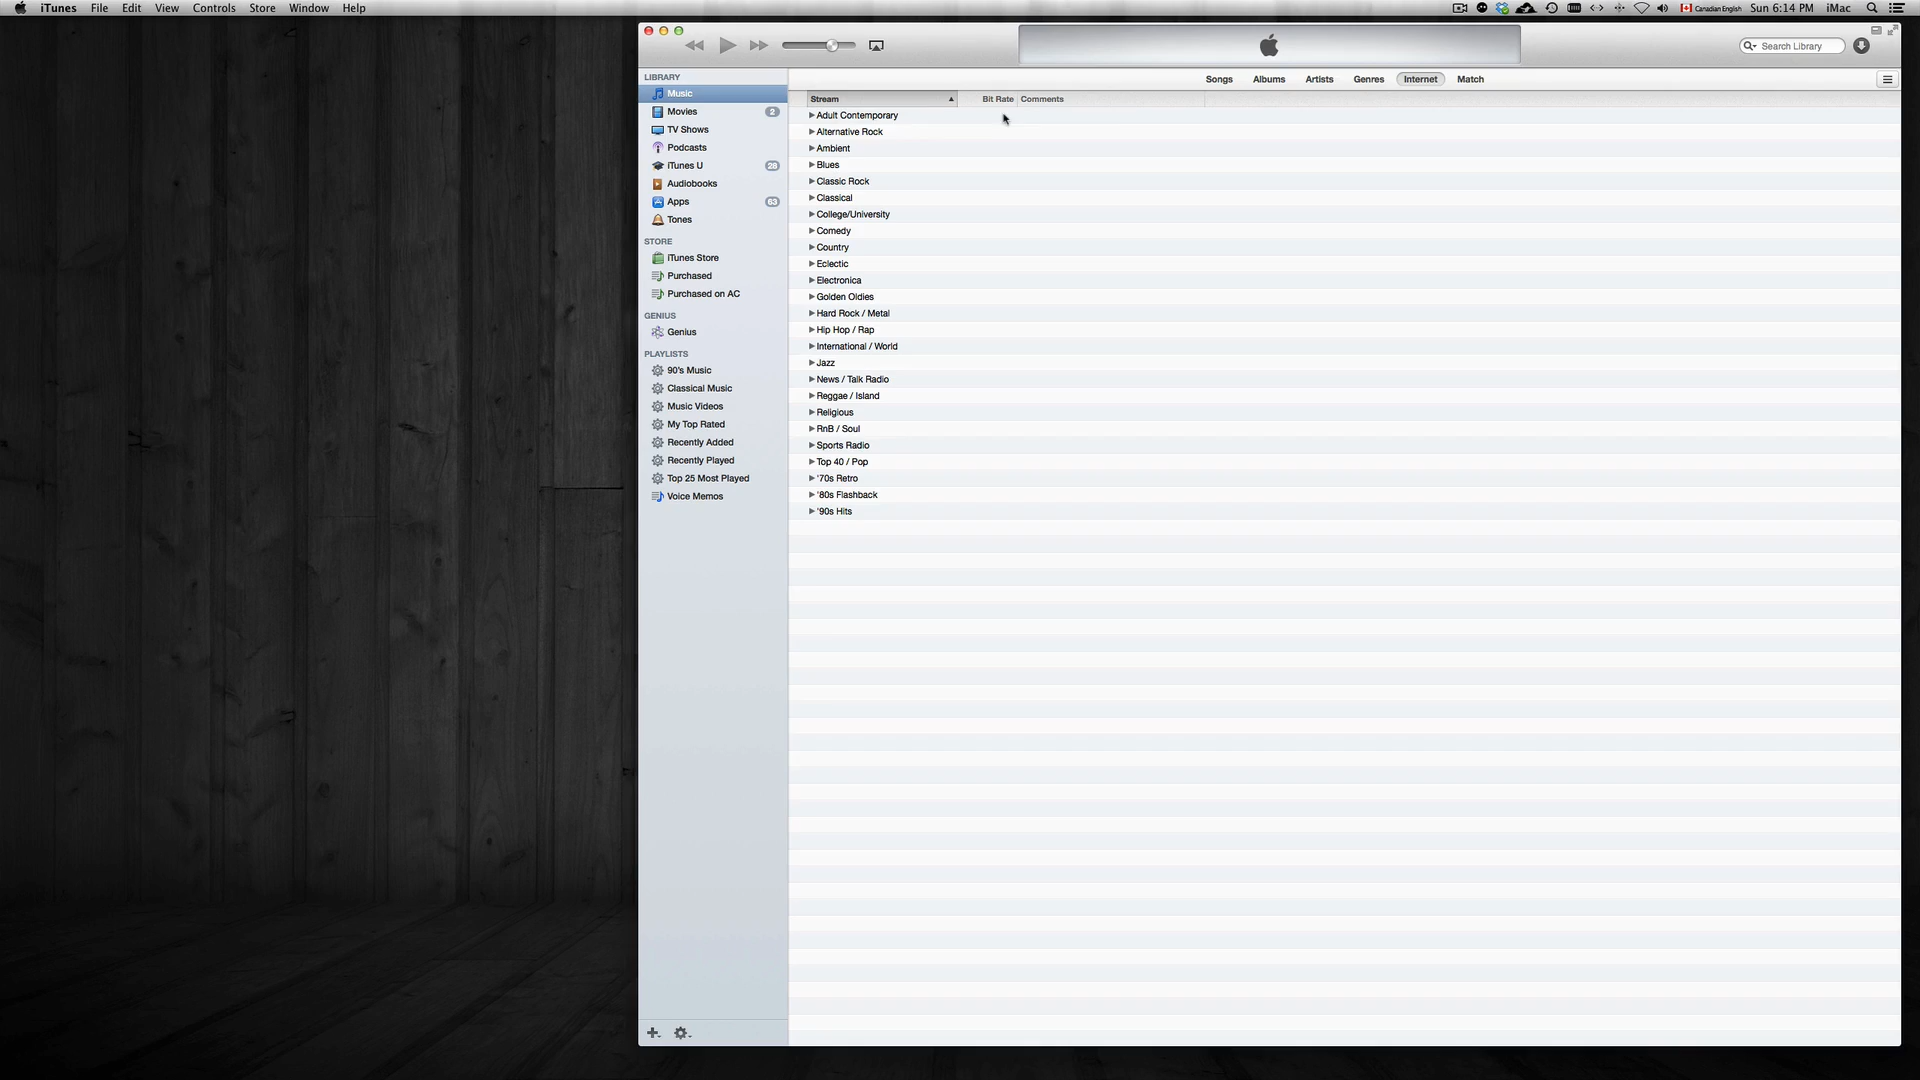 iTunes File Edit View Controls Store Window Help
Canadian English Sun 6:14 PM iMac
Search Library
LIBRARY
Music
Movies 2
TV Shows
Podcasts
iTunes U 28
Audiobooks
Apps 63
Tones
STORE
iTunes Store
Purchased
Purchased on AC
GENIUS
Genius
PLAYLISTS
90's Music
Classical Music
Music Videos
My Top Rated
Recently Added
Recently Played
Top 25 Most Played
Voice Memos
Songs Albums Artists Genres Internet Match
Stream Bit Rate Comments
Adult Contemporary
Alternative Rock
Ambient
Blues
Classic Rock
Classical
College/University
Comedy
Country
Eclectic
Electronica
Golden Oldies
Hard Rock / Metal
Hip Hop / Rap
International / World
Jazz
News / Talk Radio
Reggae / Island
Religious
RnB / Soul
Sports Radio
Top 40 / Pop
'70s Retro
'80s Flashback
'90s Hits